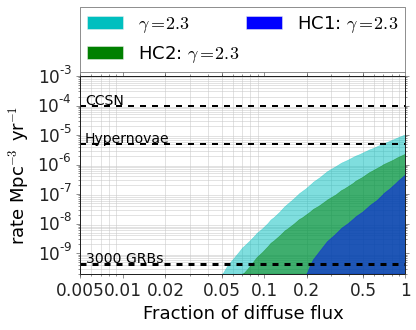 γ=2.3 HC1: γ=2.3
HC2: γ=2.3
10⁻³
10⁻⁴
10⁻⁵
10⁻⁶
10⁻⁷
10⁻⁸
10⁻⁹
rate Mpc⁻³ yr⁻¹
CCSN
Hypernovae
3000 GRBs
0.005 0.01 0.02 0.05 0.1 0.2 0.5 1
Fraction of diffuse flux